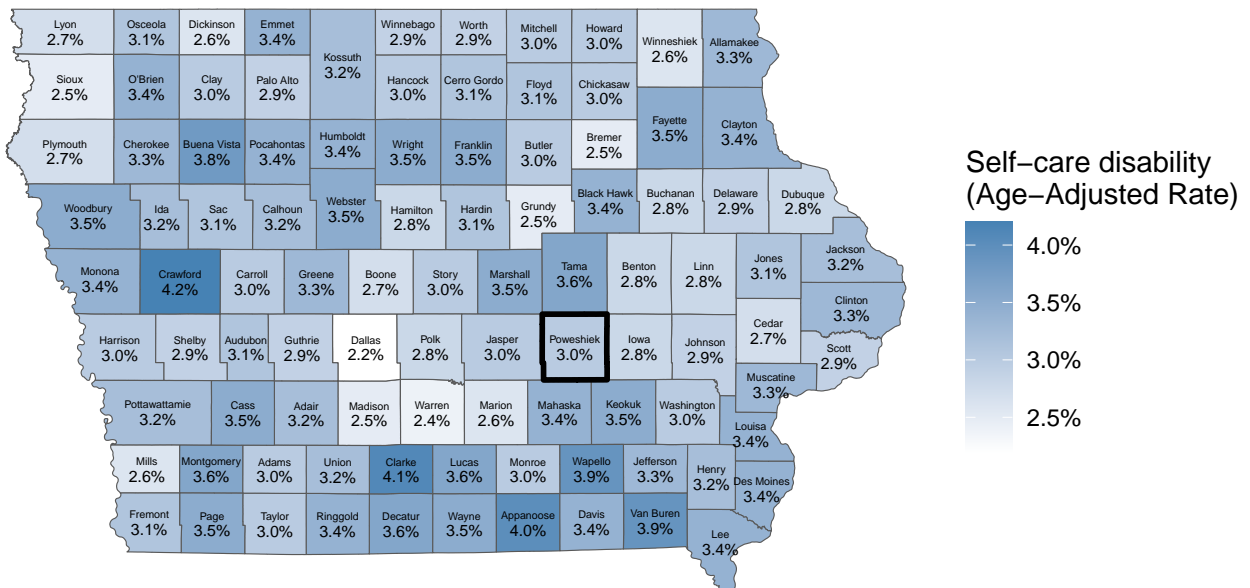 Lyon
2.7%
Osceola
3.1%
Dickinson
2.6%
Emmet
3.4%
Kossuth
3.2%
Winnebago
2.9%
Worth
2.9%
Mitchell
3.0%
Howard
3.0%
Winneshiek
2.6%
Allamakee
3.3%
Sioux
2.5%
O'Brien
3.4%
Clay
3.0%
Palo Alto
2.9%
Hancock
3.0%
Cerro Gordo
3.1%
Floyd
3.1%
Chickasaw
3.0%
Fayette
3.5%
Clayton
3.4%
Plymouth
2.7%
Cherokee
3.3%
Buena Vista
3.8%
Pocahontas
3.4%
Humboldt
3.4%
Wright
3.5%
Franklin
3.5%
Butler
3.0%
Bremer
2.5%
Woodbury
3.5%
Ida
3.2%
Sac
3.1%
Calhoun
3.2%
Webster
3.5%
Hamilton
2.8%
Hardin
3.1%
Grundy
2.5%
Black Hawk
3.4%
Buchanan
2.8%
Delaware
2.9%
Dubuque
2.8%
Monona
3.4%
Crawford
4.2%
Carroll
3.0%
Greene
3.3%
Boone
2.7%
Story
3.0%
Marshall
3.5%
Tama
3.6%
Benton
2.8%
Linn
2.8%
Jones
3.1%
Jackson
3.2%
Clinton
3.3%
Harrison
3.0%
Shelby
2.9%
Audubon
3.1%
Guthrie
2.9%
Dallas
2.2%
Polk
2.8%
Jasper
3.0%
Poweshiek
3.0%
Iowa
2.8%
Johnson
2.9%
Cedar
2.7%
Scott
2.9%
Muscatine
3.3%
Pottawattamie
3.2%
Cass
3.5%
Adair
3.2%
Madison
2.5%
Warren
2.4%
Marion
2.6%
Mahaska
3.4%
Keokuk
3.5%
Washington
3.0%
Louisa
3.4%
Mills
2.6%
Montgomery
3.6%
Adams
3.0%
Union
3.2%
Clarke
4.1%
Lucas
3.6%
Monroe
3.0%
Wapello
3.9%
Jefferson
3.3%
Henry
3.2%
Des Moines
3.4%
Fremont
3.1%
Page
3.5%
Taylor
3.0%
Ringgold
3.4%
Decatur
3.6%
Wayne
3.5%
Appanoose
4.0%
Davis
3.4%
Van Buren
3.9%
Lee
3.4%
Self−care disability
(Age−Adjusted Rate)
4.0%
3.5%
3.0%
2.5%